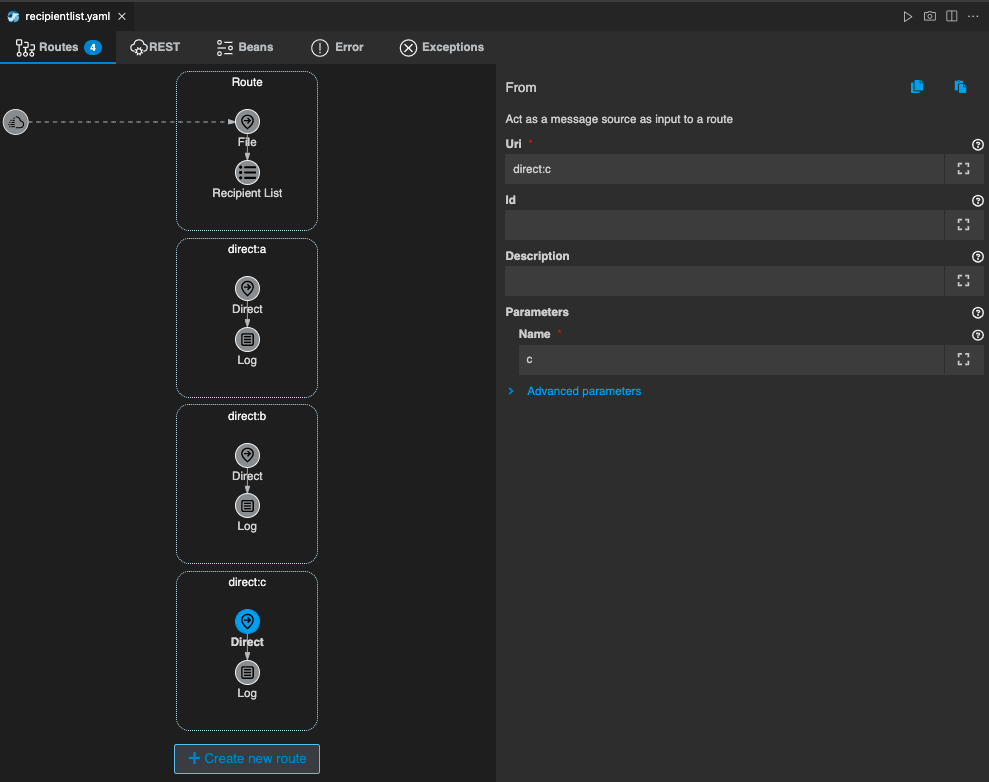 recipientlist.yaml
Routes 4 REST Beans Error Exceptions
Route
File
Recipient List
direct:a
Direct
Log
direct:b
Direct
Log
direct:c
Direct
Log
Create new route
From
Act as a message source as input to a route
Uri *
direct:c
Id
Description
Parameters
Name *
c
Advanced parameters